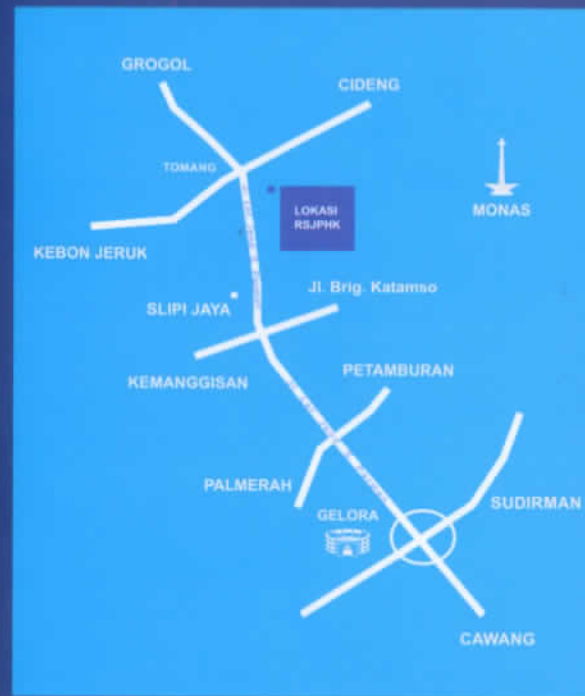 GROGOL
CIDENG
TOMANG
LOKASI
RSJPHK
MONAS
KEBON JERUK
Jl. Brig. Katamso
SLIPI JAYA
KEMANGGISAN
PETAMBURAN
PALMERAH
SUDIRMAN
GELORA
CAWANG